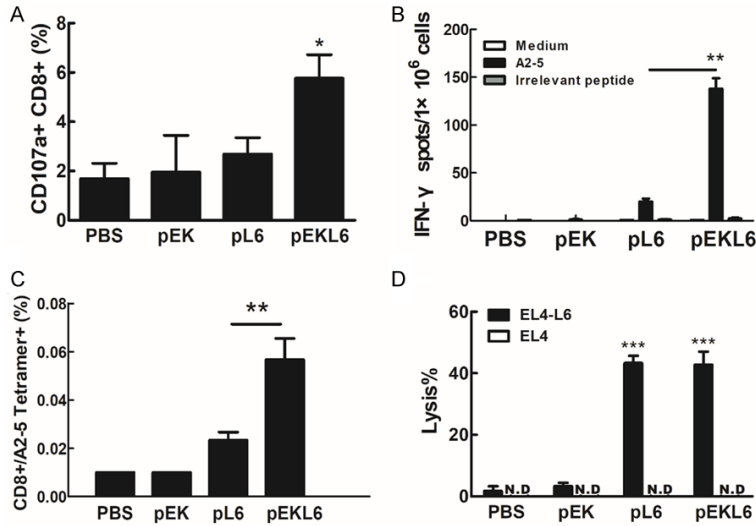 A
CD107a+ CD8+ (%)
8
6
4
2
0
*
PBS pEK pL6 pEKL6
B
IFN-γ spots/1× 10⁶ cells
200
150
100
50
0
Medium
A2-5
Irrelevant peptide
**
PBS pEK pL6 pEKL6
C
CD8+/A2-5 Tetramer+ (%)
0.08
0.06
0.04
0.02
0.00
**
PBS pEK pL6 pEKL6
D
Lysis%
60
40
20
0
EL4-L6
EL4
*** ***
N.D N.D N.D N.D
PBS pEK pL6 pEKL6